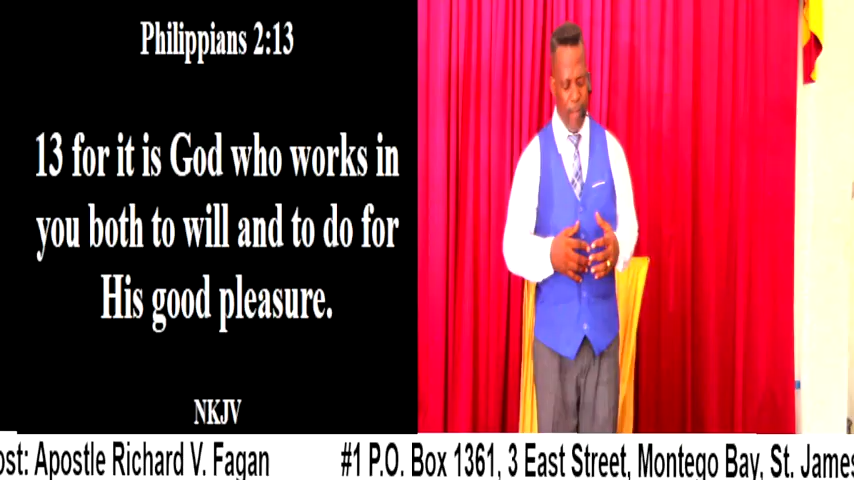 Philippians 2:13
13 for it is God who works in
you both to will and to do for
His good pleasure.
NKJV
ost: Apostle Richard V. Fagan #1 P.O. Box 1361, 3 East Street, Montego Bay, St. James